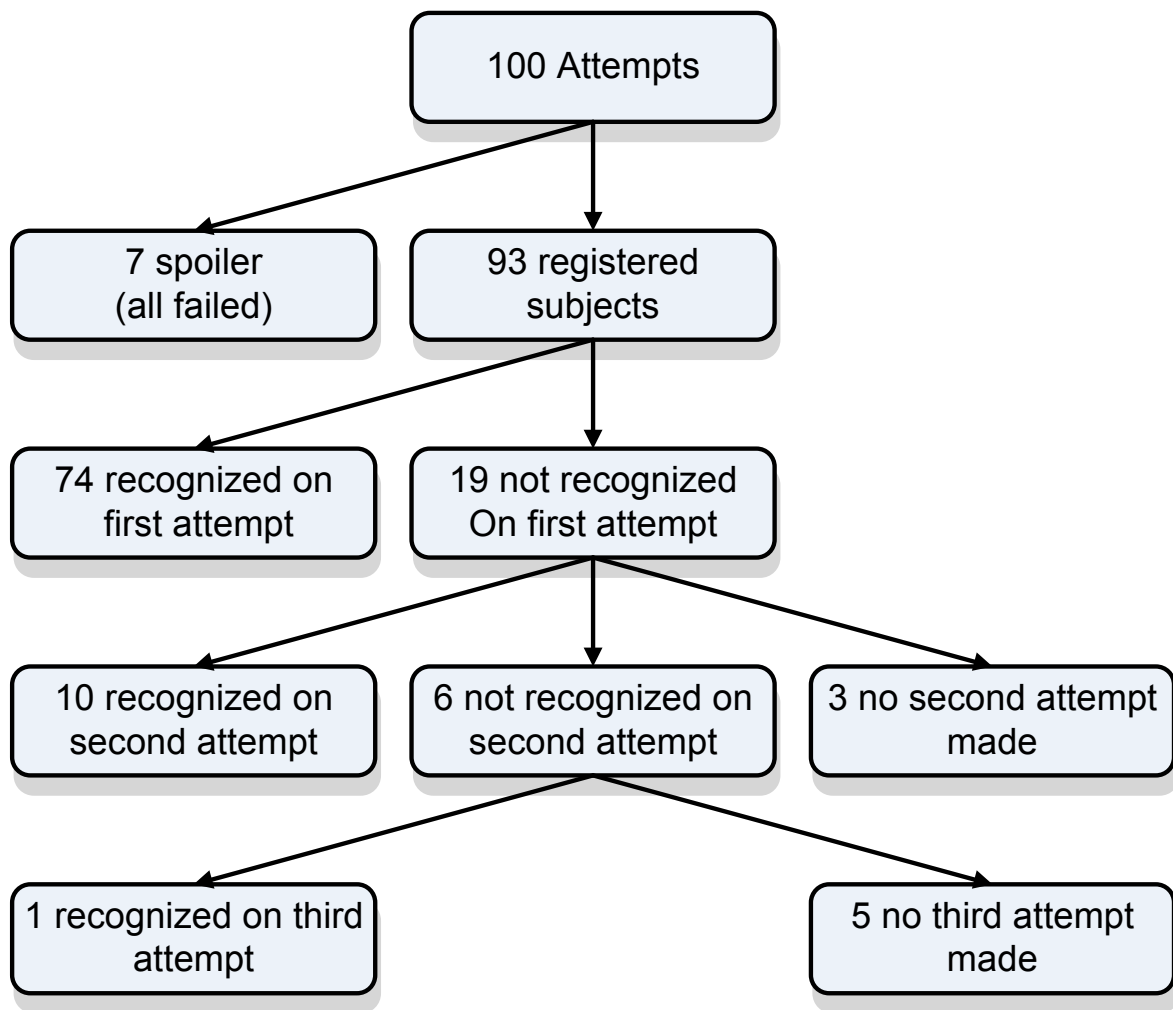 100 Attempts
7 spoiler
(all failed)
93 registered
subjects
74 recognized on
first attempt
19 not recognized
On first attempt
10 recognized on
second attempt
6 not recognized on
second attempt
3 no second attempt
made
1 recognized on third
attempt
5 no third attempt
made